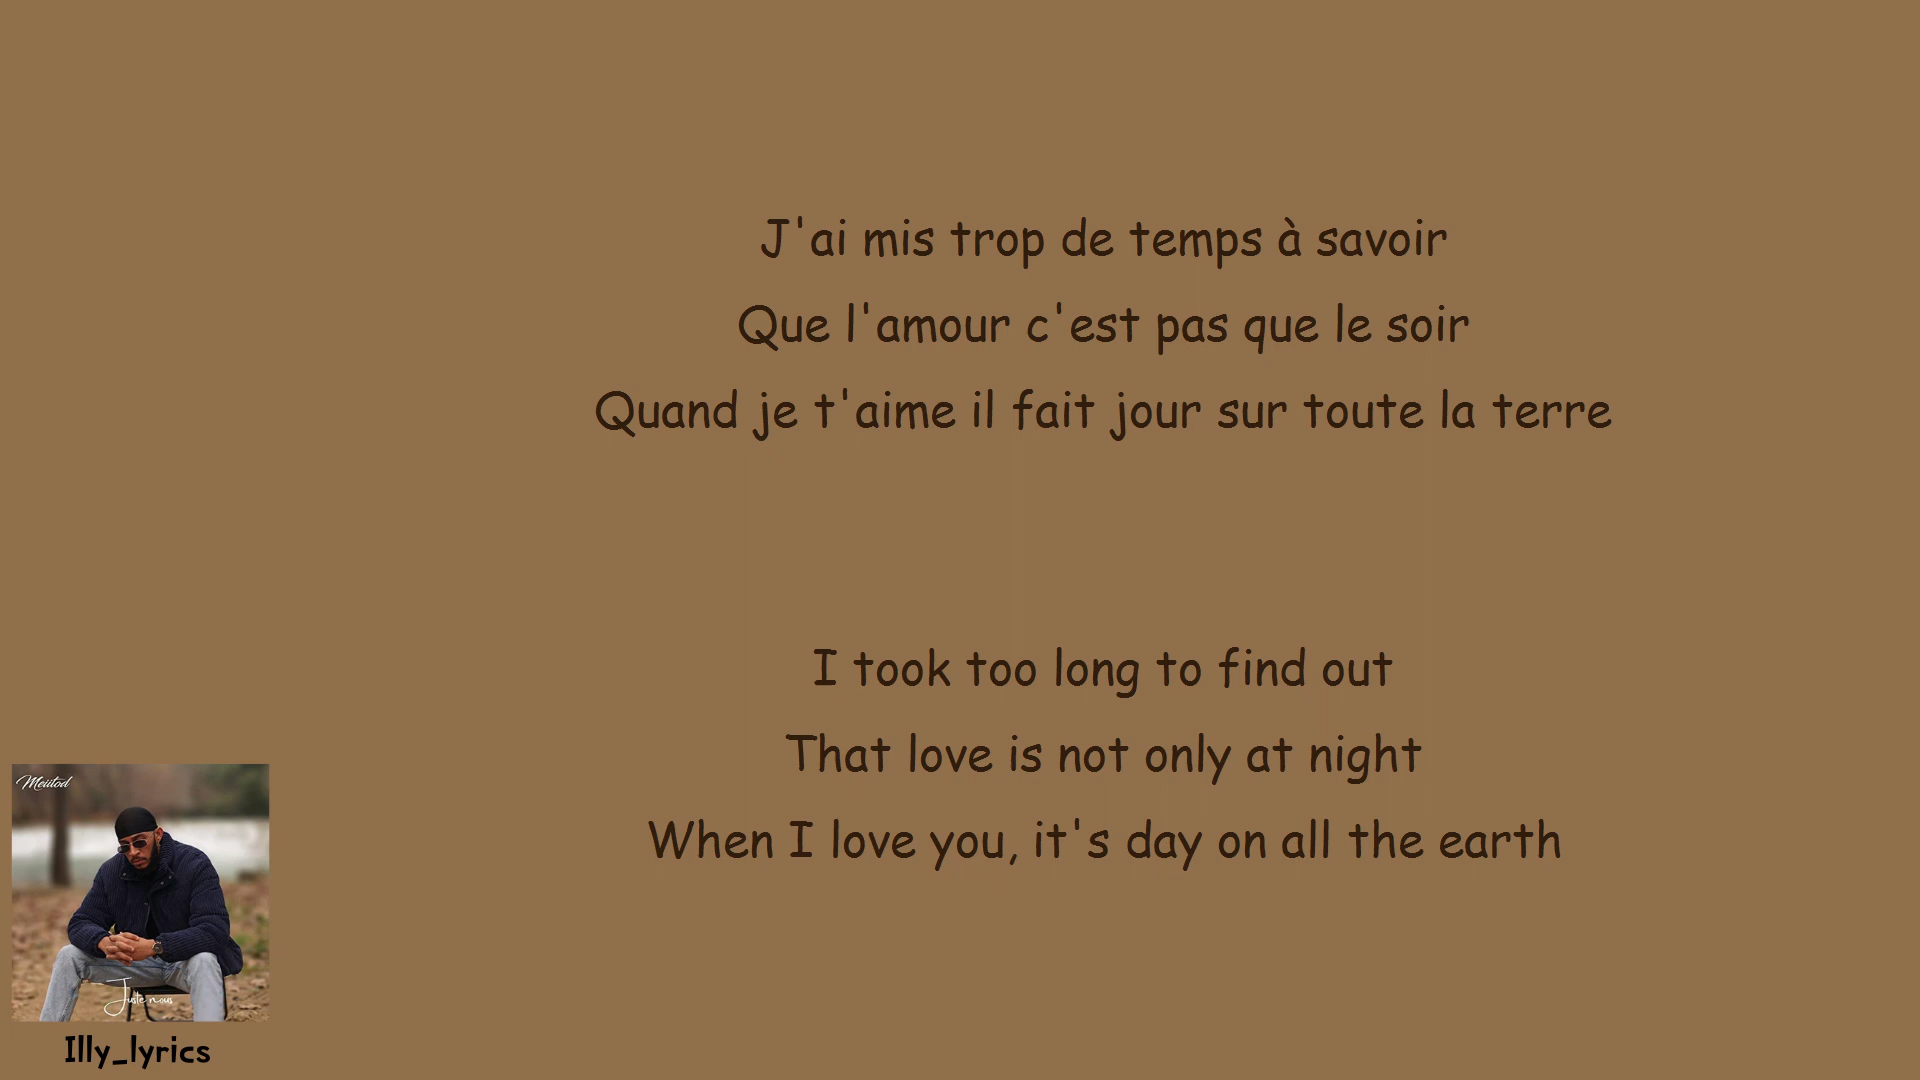 J'ai mis trop de temps à savoir
Que l'amour c'est pas que le soir
Quand je t'aime il fait jour sur toute la terre
I took too long to find out
That love is not only at night
When I love you, it's day on all the earth
Meiitod
Juste nous
Illy_lyrics